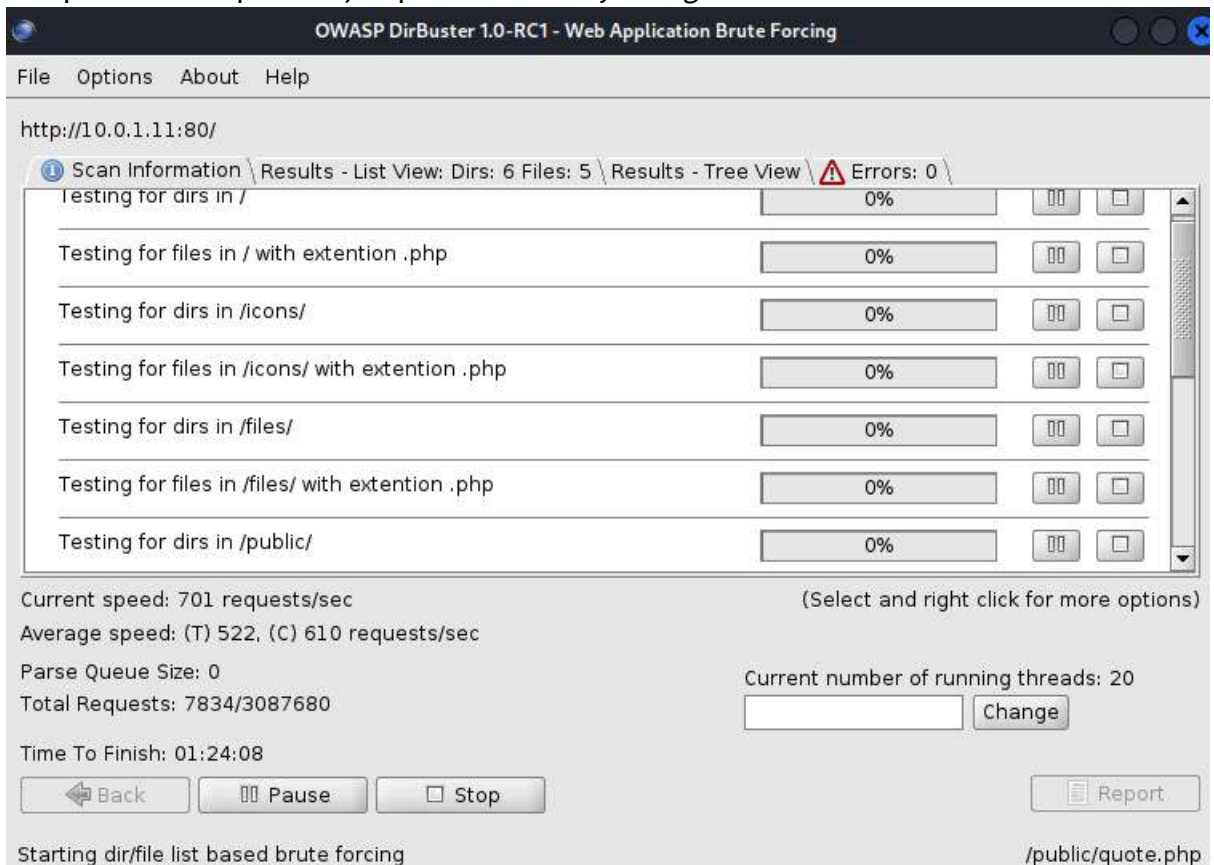 OWASP DirBuster 1.0-RC1 - Web Application Brute Forcing
File Options About Help
http://10.0.1.11:80/
Scan Information Results - List View: Dirs: 6 Files: 5 Results - Tree View Errors: 0
Testing for dirs in / 0%
Testing for files in / with extention .php 0%
Testing for dirs in /icons/ 0%
Testing for files in /icons/ with extention .php 0%
Testing for dirs in /files/ 0%
Testing for files in /files/ with extention .php 0%
Testing for dirs in /public/ 0%
Current speed: 701 requests/sec (Select and right click for more options)
Average speed: (T) 522, (C) 610 requests/sec
Parse Queue Size: 0
Current number of running threads: 20
Total Requests: 7834/3087680
Change
Time To Finish: 01:24:08
Back Pause Stop Report
Starting dir/file list based brute forcing /public/quote.php